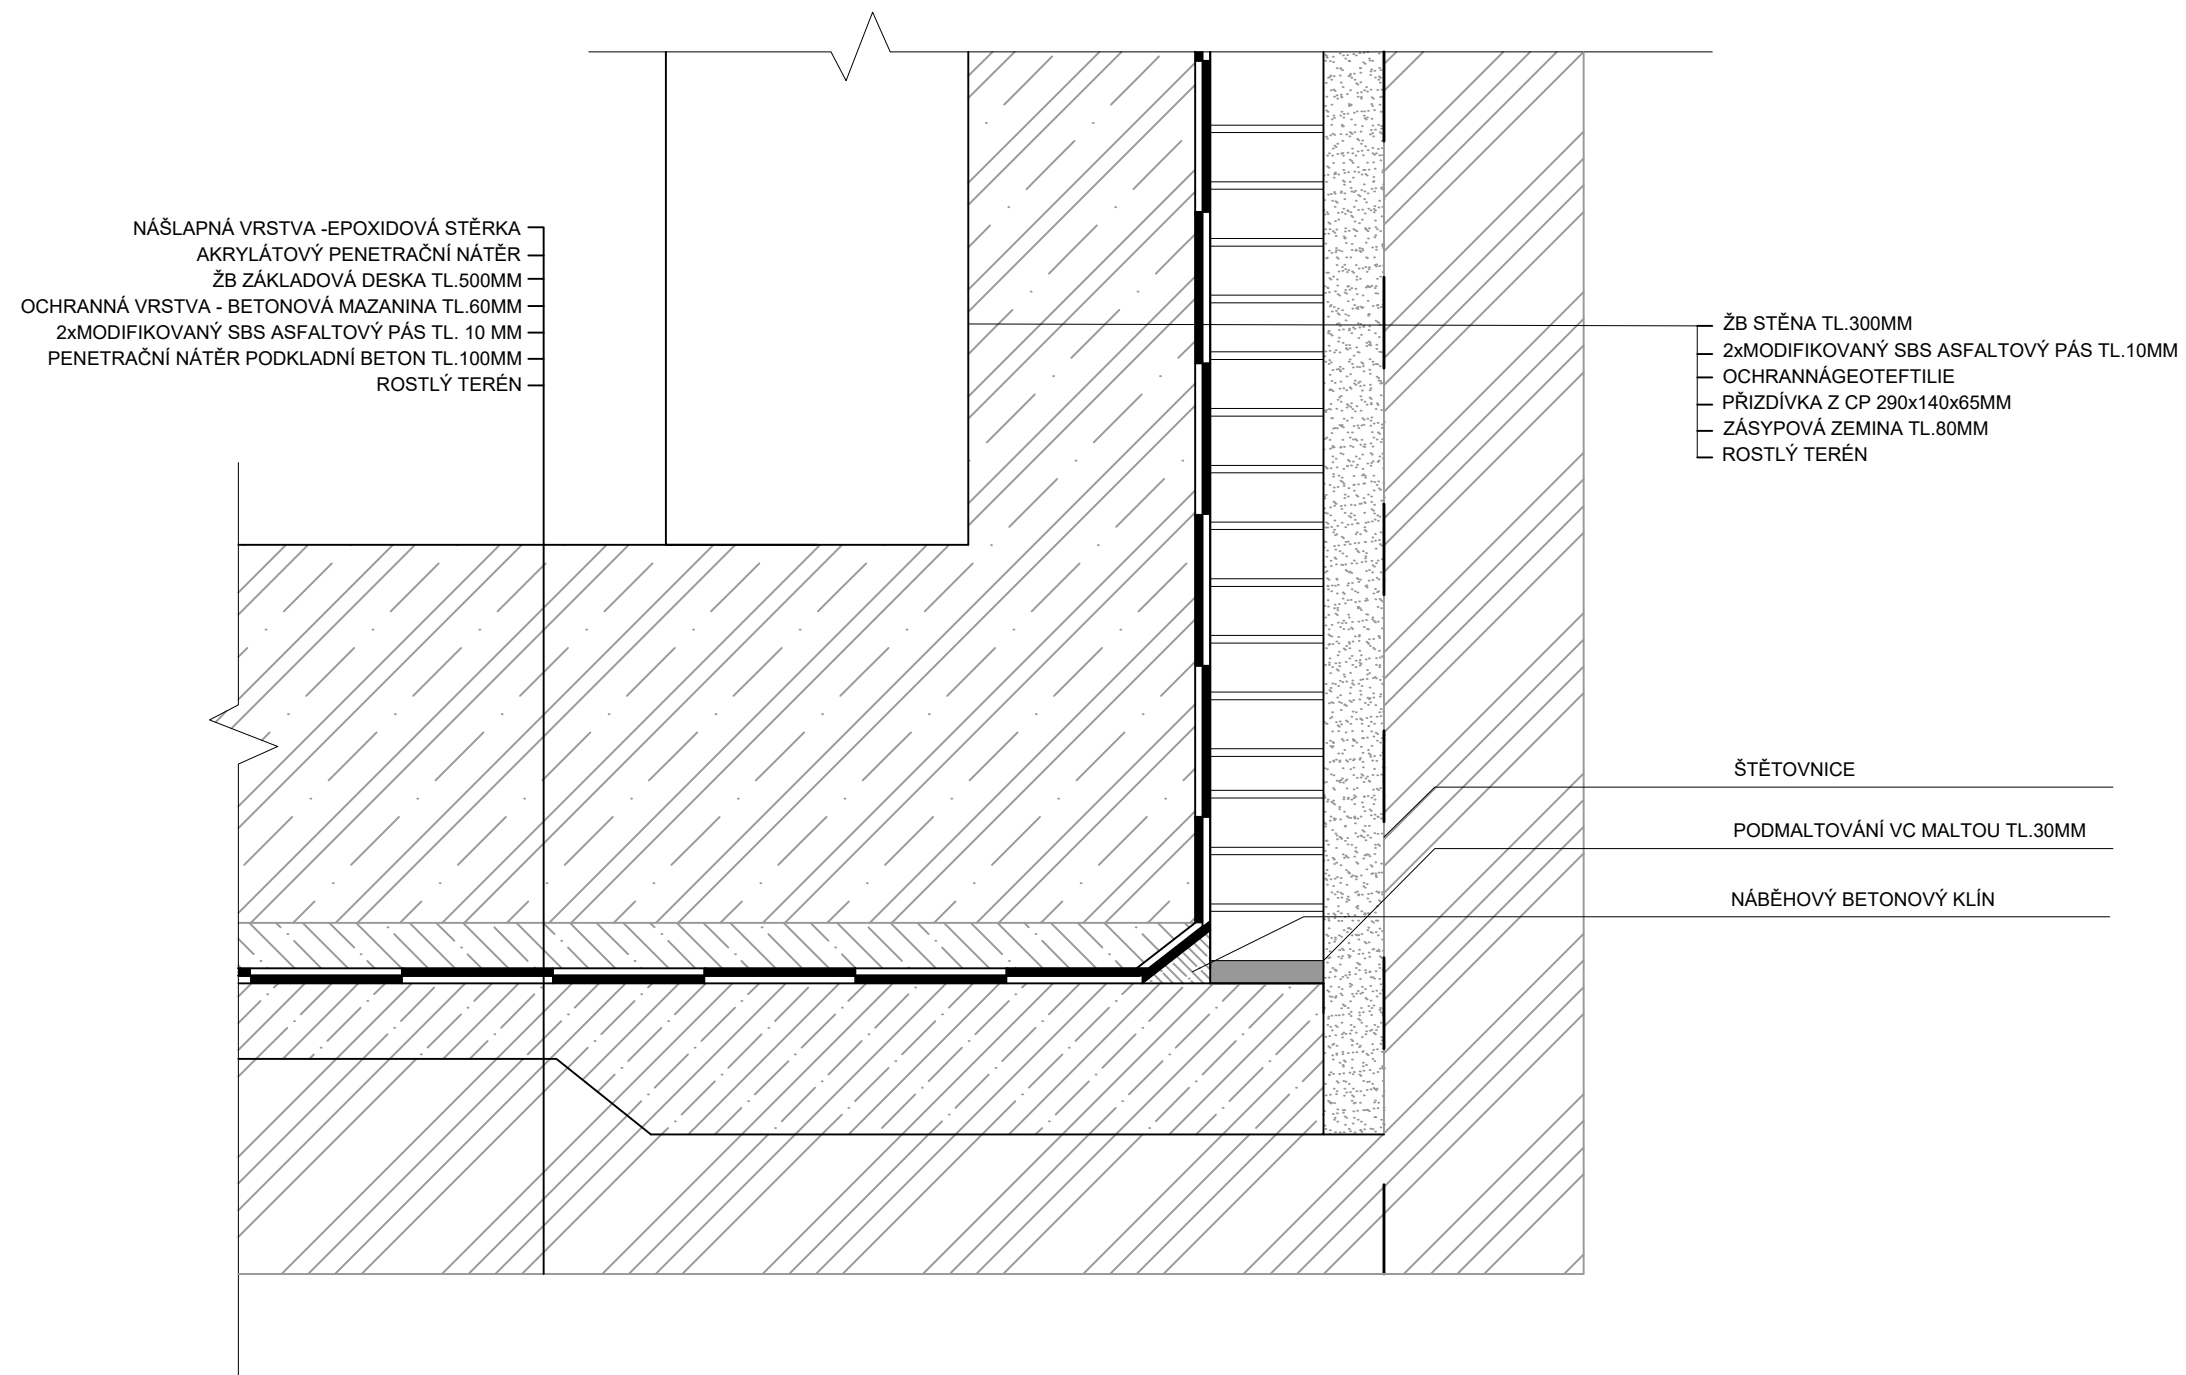 NÁŠLAPNÁ VRSTVA -EPOXIDOVÁ STĚRKA
AKRYLÁTOVÝ PENETRAČNÍ NÁTĚR
ŽB ZÁKLADOVÁ DESKA TL.500MM
OCHRANNÁ VRSTVA - BETONOVÁ MAZANINA TL.60MM
2xMODIFIKOVANÝ SBS ASFALTOVÝ PÁS TL. 10 MM
PENETRAČNÍ NÁTĚR PODKLADNÍ BETON TL.100MM
ROSTLÝ TERÉN
ŽB STĚNA TL.300MM
2xMODIFIKOVANÝ SBS ASFALTOVÝ PÁS TL.10MM
OCHRANNÁGEOTEFTILIE
PŘIZDÍVKA Z CP 290x140x65MM
ZÁSYPOVÁ ZEMINA TL.80MM
ROSTLÝ TERÉN
ŠTĚTOVNICE
PODMALTOVÁNÍ VC MALTOU TL.30MM
NÁBĚHOVÝ BETONOVÝ KLÍN